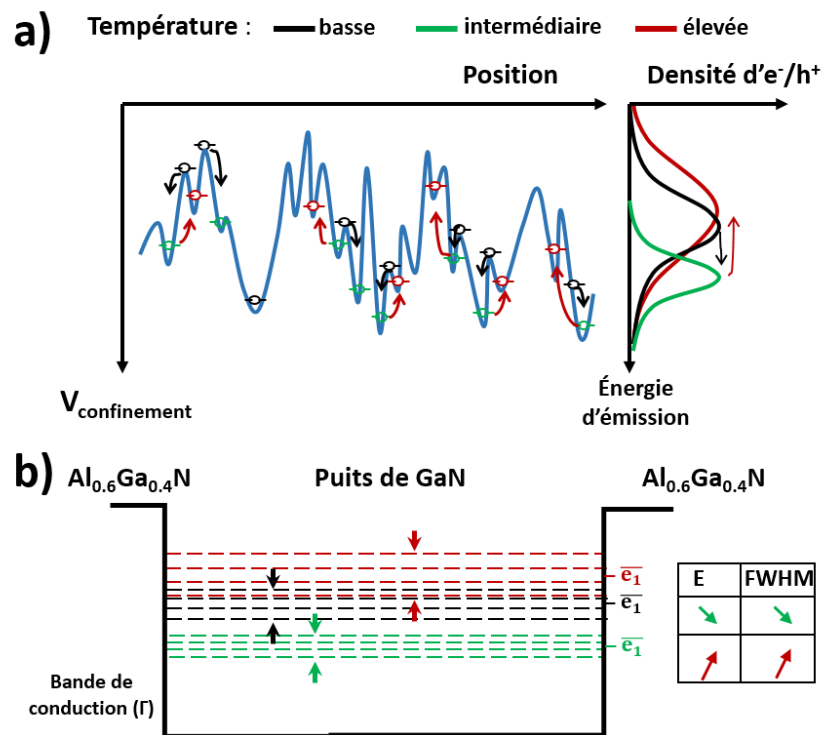 a)
Température : basse intermédiaire élevée
Position
Densité d'e⁻/h⁺
V_confinement
Énergie
d'émission
b)
Al₀.₆Ga₀.₄N
Puits de GaN
Al₀.₆Ga₀.₄N
e̅₁
e̅₁
e̅₁
E FWHM
Bande de
conduction (Γ)